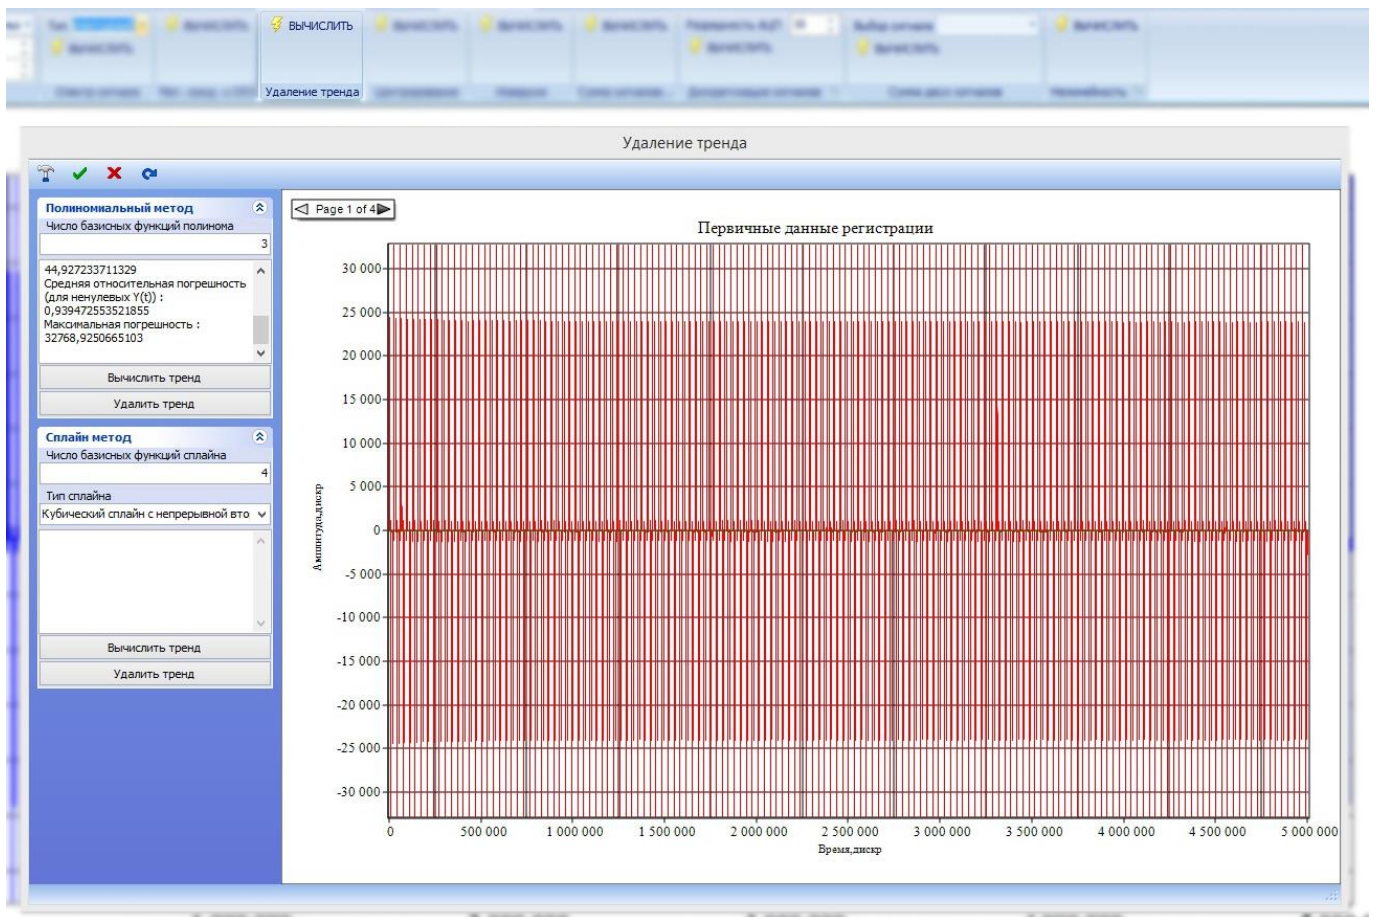 ВЫЧИСЛИТЬ
Удаление тренда
Удаление тренда
Полиномиальный метод
Число базисных функций полинома
3
44,927233711329
Средняя относительная погрешность
(для ненулевых Y(t)) :
0,939472553521855
Максимальная погрешность :
32768,9250665103
Вычислить тренд
Удалить тренд
Сплайн метод
Число базисных функций сплайна
4
Тип сплайна
Кубический сплайн с непрерывной вто
Вычислить тренд
Удалить тренд
Page 1 of 4
Первичные данные регистрации
Амплитуда,дискр
30 000
25 000
20 000
15 000
10 000
5 000
0
-5 000
-10 000
-15 000
-20 000
-25 000
-30 000
0 500 000 1 000 000 1 500 000 2 000 000 2 500 000 3 000 000 3 500 000 4 000 000 4 500 000 5 000 000
Время,дискр